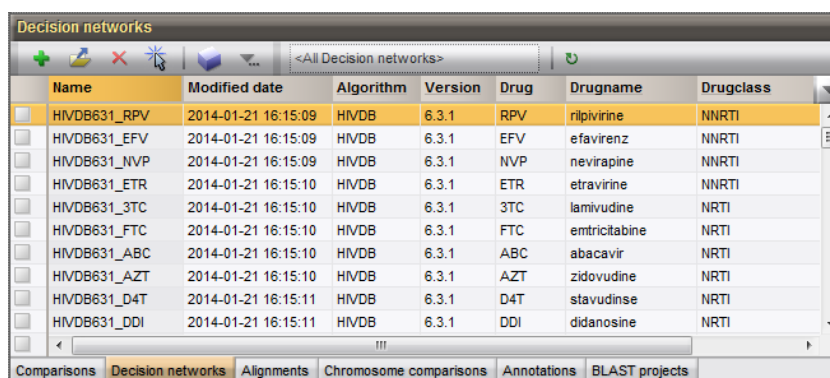 Decision networks
<All Decision networks>
Name Modified date Algorithm Version Drug Drugname Drugclass
HIVDB631_RPV 2014-01-21 16:15:09 HIVDB 6.3.1 RPV rilpivirine NNRTI
HIVDB631_EFV 2014-01-21 16:15:09 HIVDB 6.3.1 EFV efavirenz NNRTI
HIVDB631_NVP 2014-01-21 16:15:09 HIVDB 6.3.1 NVP nevirapine NNRTI
HIVDB631_ETR 2014-01-21 16:15:10 HIVDB 6.3.1 ETR etravirine NNRTI
HIVDB631_3TC 2014-01-21 16:15:10 HIVDB 6.3.1 3TC lamivudine NRTI
HIVDB631_FTC 2014-01-21 16:15:10 HIVDB 6.3.1 FTC emtricitabine NRTI
HIVDB631_ABC 2014-01-21 16:15:10 HIVDB 6.3.1 ABC abacavir NRTI
HIVDB631_AZT 2014-01-21 16:15:10 HIVDB 6.3.1 AZT zidovudine NRTI
HIVDB631_D4T 2014-01-21 16:15:11 HIVDB 6.3.1 D4T stavudinse NRTI
HIVDB631_DDI 2014-01-21 16:15:11 HIVDB 6.3.1 DDI didanosine NRTI
Comparisons Decision networks Alignments Chromosome comparisons Annotations BLAST projects